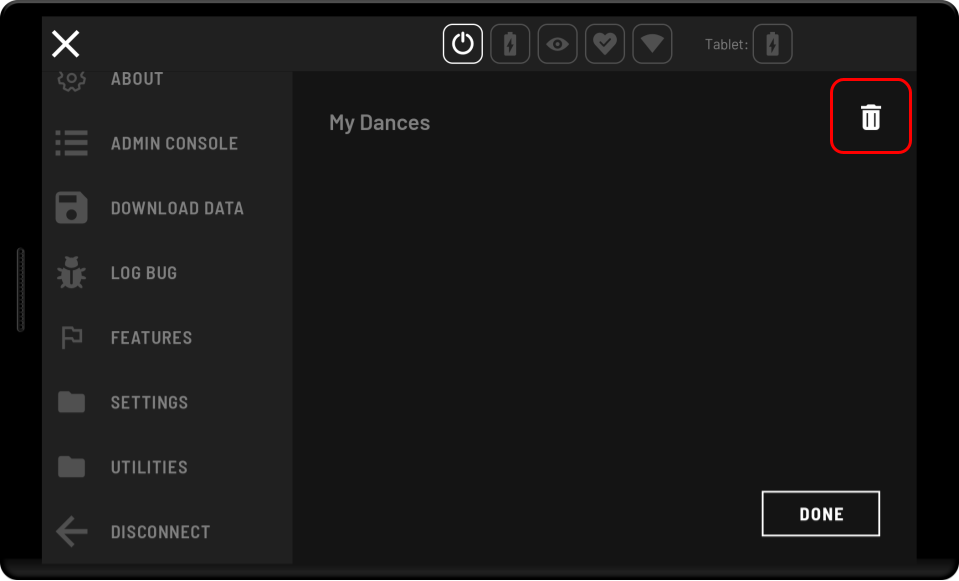 Tablet:
ABOUT
ADMIN CONSOLE
DOWNLOAD DATA
LOG BUG
FEATURES
SETTINGS
UTILITIES
DISCONNECT
My Dances
DONE